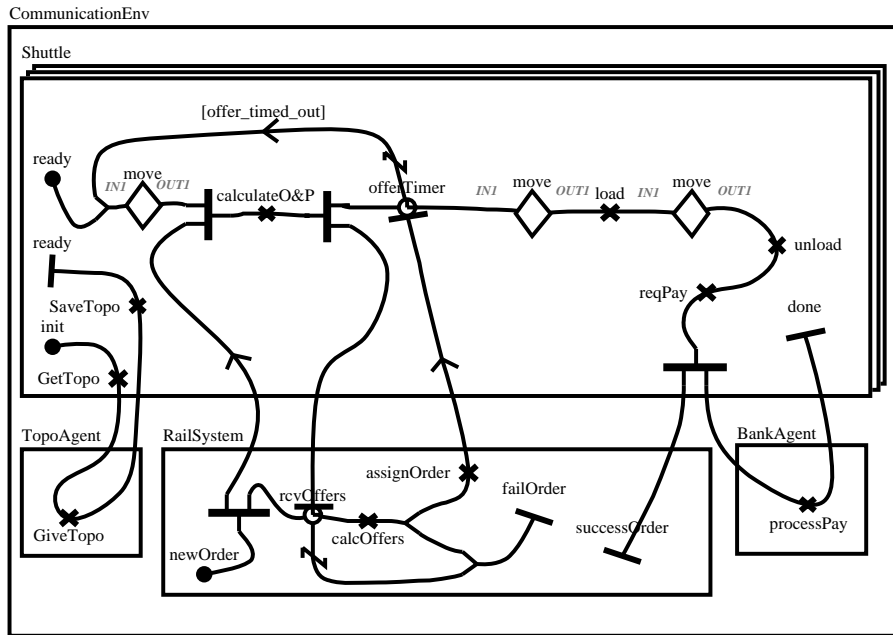 CommunicationEnv
Shuttle
[offer_timed_out]
ready
IN1 move OUT1
calculateO&P
offerTimer
IN1 move OUT1 load IN1 move OUT1
ready
unload
SaveTopo
reqPay
done
init
GetTopo
TopoAgent
RailSystem
BankAgent
assignOrder
rcvOffers
failOrder
GiveTopo
calcOffers
successOrder
processPay
newOrder